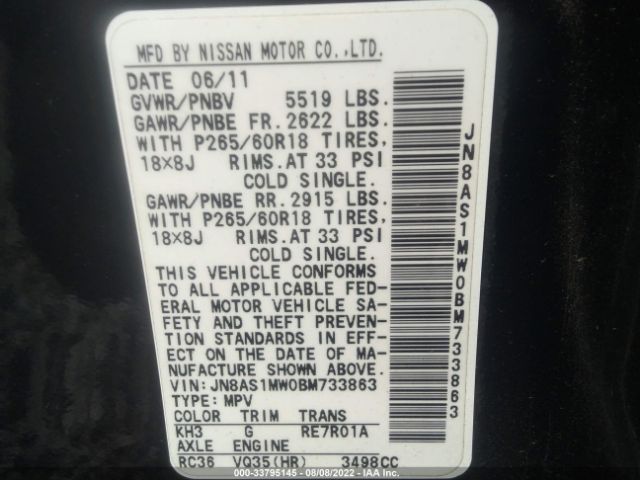 MFD BY NISSAN MOTOR CO.,LTD.
DATE 06/11
GVWR/PNBV 5519 LBS.
GAWR/PNBE FR. 2622 LBS.
WITH P265/60R18 TIRES,
18×8J RIMS. AT 33 PSI
COLD SINGLE.
GAWR/PNBE RR. 2915 LBS.
WITH P265/60R18 TIRES,
18×8J RIMS. AT 33 PSI
COLD SINGLE.
THIS VEHICLE CONFORMS
TO ALL APPLICABLE FED-
ERAL MOTOR VEHICLE SA-
FETY AND THEFT PREVEN-
TION STANDARDS IN EFF-
ECT ON THE DATE OF MA-
NUFACTURE SHOWN ABOVE.
VIN:JN8AS1MW0BM733863
TYPE: MPV
COLOR TRIM TRANS
KH3 G RE7R01A
AXLE ENGINE
RC36 VQ35(HR) 3498CC
JN8AS1MW0BM733863
© 000-33795145 - 08/08/2022 - IAAI.COM